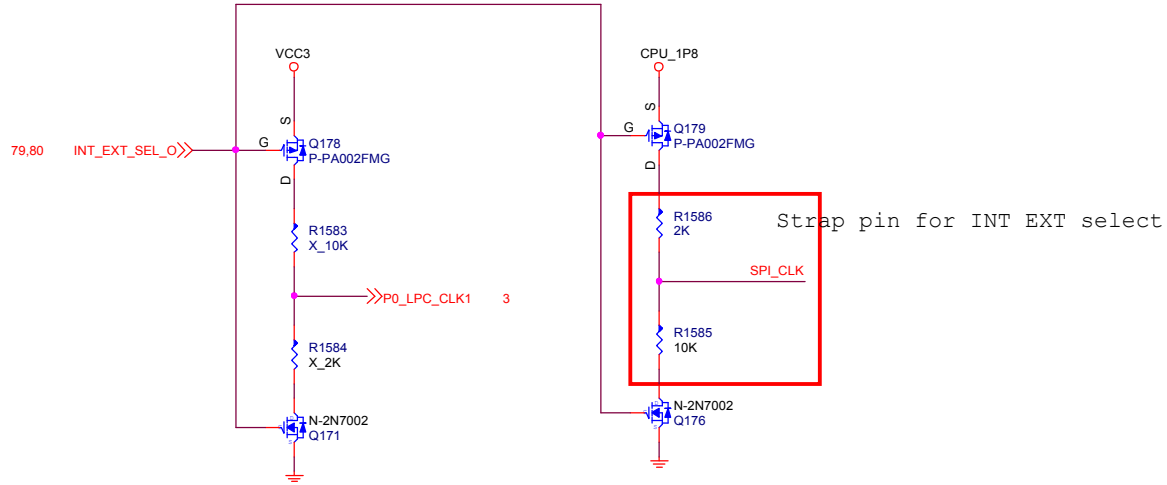 VCC3
CPU_1P8
S
S
G
Q178
P-PA002FMG
G
Q179
P-PA002FMG
79,80 INT_EXT_SEL_O
D
D
R1583
X_10K
R1586
2K
Strap pin for INT EXT select
SPI_CLK
P0_LPC_CLK1 3
R1584
X_2K
R1585
10K
N-2N7002
Q171
N-2N7002
Q176